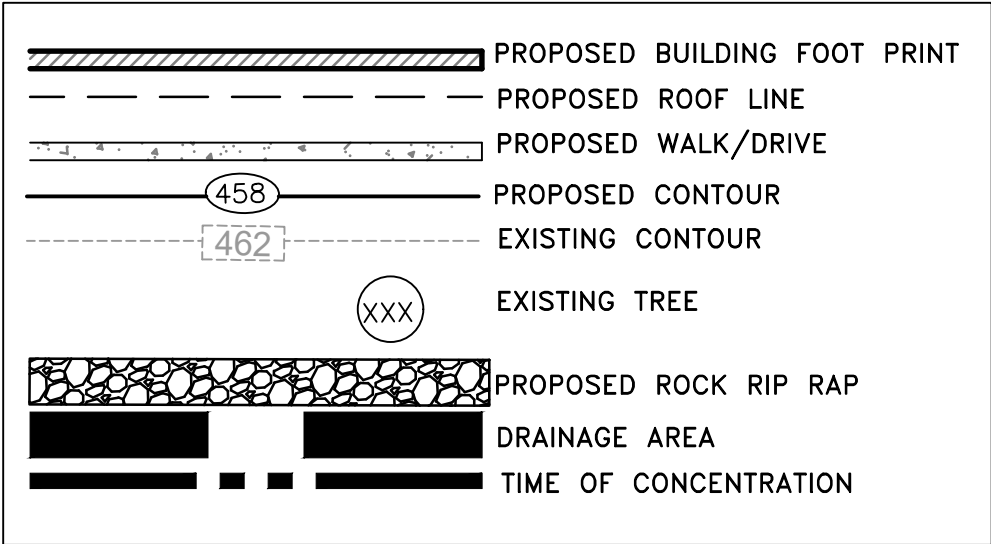 PROPOSED BUILDING FOOT PRINT
PROPOSED ROOF LINE
PROPOSED WALK/DRIVE
458 PROPOSED CONTOUR
462 EXISTING CONTOUR
XXX EXISTING TREE
PROPOSED ROCK RIP RAP
DRAINAGE AREA
TIME OF CONCENTRATION